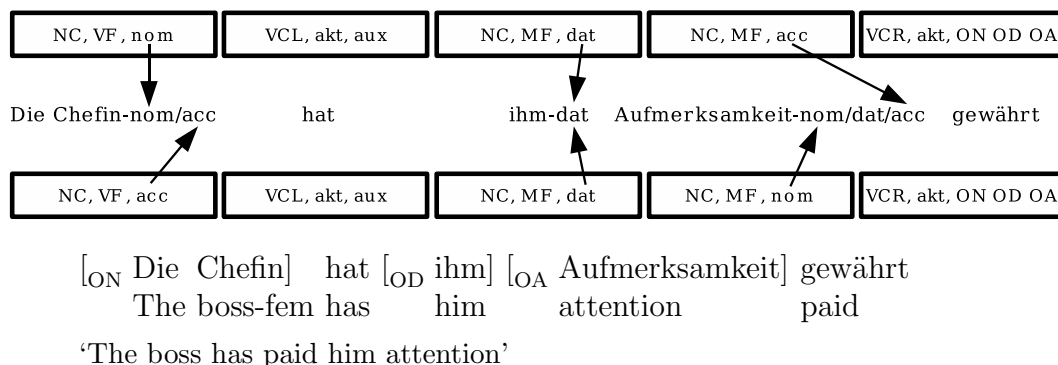 NC, VF, nom VCL, akt, aux NC, MF, dat NC, MF, acc VCR, akt, ON OD OA
Die Chefin-nom/acc hat ihm-dat Aufmerksamkeit-nom/dat/acc gewährt
NC, VF, acc VCL, akt, aux NC, MF, dat NC, MF, nom VCR, akt, ON OD OA
[ON Die Chefin] hat [OD ihm] [OA Aufmerksamkeit] gewährt
The boss-fem has him attention paid
‘The boss has paid him attention’